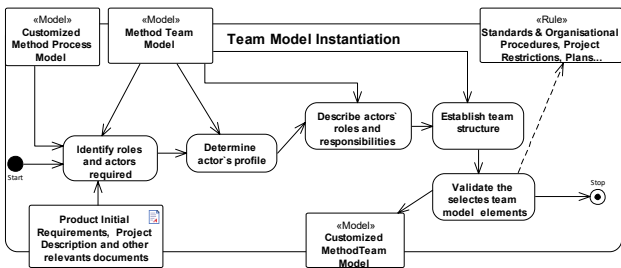 «Model»
Customized
Method Process
Model
«Model»
Method Team
Model
Team Model Instantiation
«Rule»
Standards & Organisational
Procedures, Project
Restrictions, Plans...
Start
Identify roles
and actors
required
Determine
actor`s profile
Describe actors`
roles and
responsibilities
Establish team
structure
Validate the
selectes team
model elements
Stop
Product Initial
Requirements, Project
Description and other
relevants documents
«Model»
Customized
MethodTeam
Model